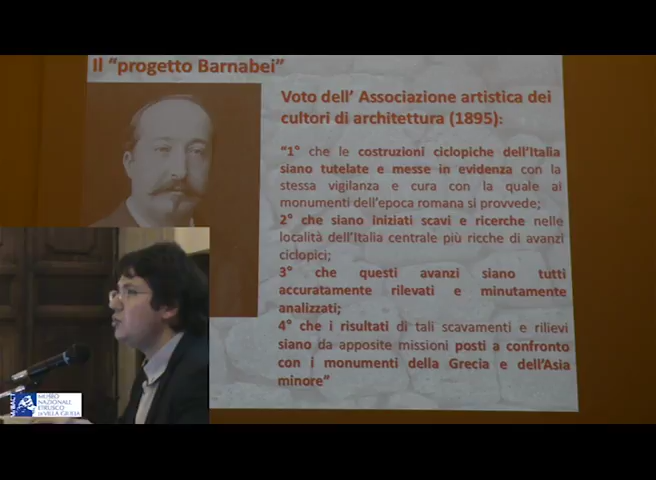 Il “progetto Barnabei”
Voto dell’ Associazione artistica dei
cultori di architettura (1895):
“1° che le costruzioni ciclopiche dell’Italia
siano tutelate e messe in evidenza con la
stessa vigilanza e cura con la quale ai
monumenti dell’epoca romana si provvede;
2° che siano iniziati scavi e ricerche nelle
località dell’Italia centrale più ricche di avanzi
ciclopici;
3° che questi avanzi siano tutti
accuratamente rilevati e minutamente
analizzati;
4° che i risultati di tali scavamenti e rilievi
siano da apposite missioni posti a confronto
con i monumenti della Grecia e dell’Asia
minore”
MUSEO
NAZIONALE
ETRUSCO
DI VILLA GIULIA